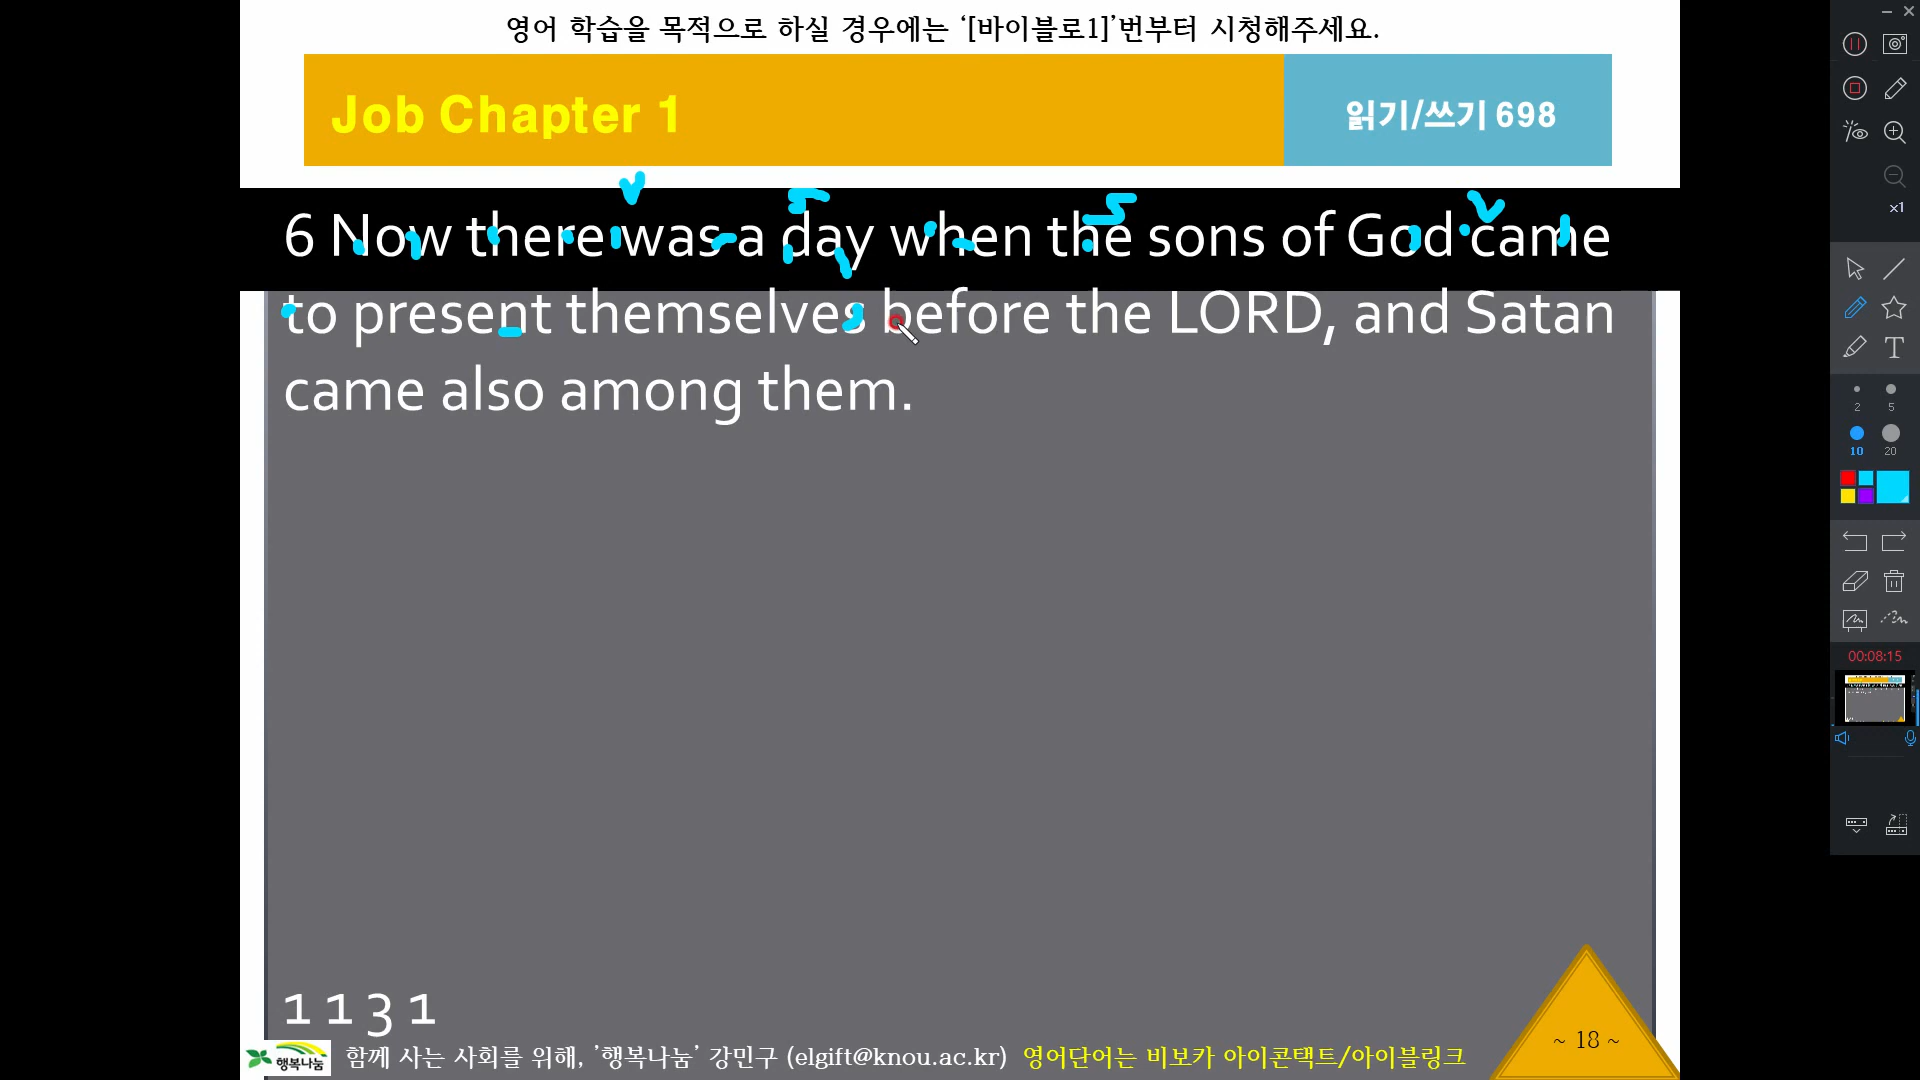 영어 학습을 목적으로 하실 경우에는 ‘[바이블로1]’번부터 시청해주세요.
Job Chapter 1
읽기/쓰기 698
6 Now there was a day when the sons of God came
to present themselves before the LORD, and Satan
came also among them.
1 1 3 1
행복나눔 함께 사는 사회를 위해, ’행복나눔’ 강민구 (elgift@knou.ac.kr) 영어단어는 비보카 아이콘택트/아이블링크
~ 18 ~
x1
T
2 5
10 20
00:08:15